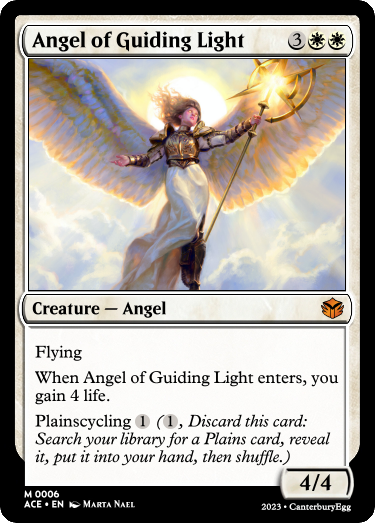 Angel of Guiding Light 3
Creature — Angel
Flying
When Angel of Guiding Light enters, you
gain 4 life.
Plainscycling 1 (1, Discard this card:
Search your library for a Plains card, reveal
it, put it into your hand, then shuffle.)
4/4
M 0006
ACE • EN Marta Nael
2023 • CanterburyEgg